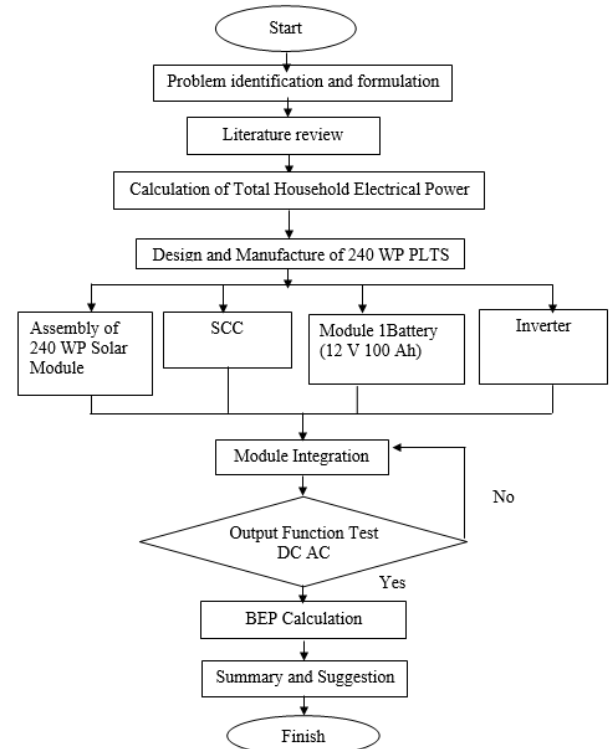 Start
Problem identification and formulation
Literature review
Calculation of Total Household Electrical Power
Design and Manufacture of 240 WP PLTS
Assembly of
240 WP Solar
Module
SCC
Module 1Battery
(12 V 100 Ah)
Inverter
Module Integration
No
Output Function Test
DC AC
Yes
BEP Calculation
Summary and Suggestion
Finish